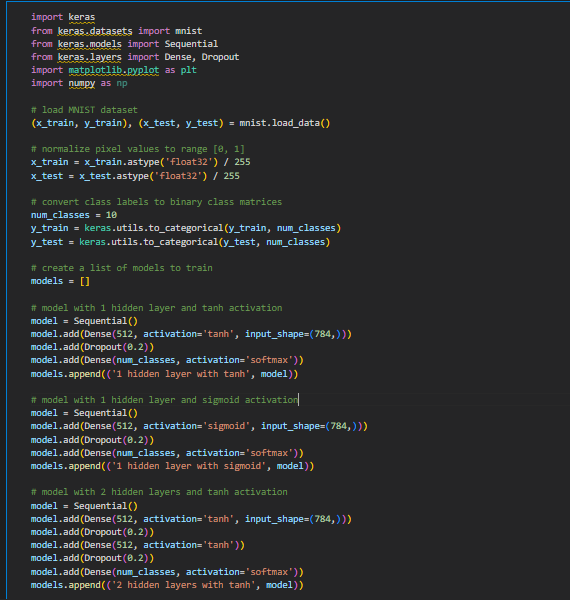 import keras
from keras.datasets import mnist
from keras.models import Sequential
from keras.layers import Dense, Dropout
import matplotlib.pyplot as plt
import numpy as np
# load MNIST dataset
(x_train, y_train), (x_test, y_test) = mnist.load_data()
# normalize pixel values to range [0, 1]
x_train = x_train.astype('float32') / 255
x_test = x_test.astype('float32') / 255
# convert class labels to binary class matrices
num_classes = 10
y_train = keras.utils.to_categorical(y_train, num_classes)
y_test = keras.utils.to_categorical(y_test, num_classes)
# create a list of models to train
models = []
# model with 1 hidden layer and tanh activation
model = Sequential()
model.add(Dense(512, activation='tanh', input_shape=(784,)))
model.add(Dropout(0.2))
model.add(Dense(num_classes, activation='softmax'))
models.append(('1 hidden layer with tanh', model))
# model with 1 hidden layer and sigmoid activation
model = Sequential()
model.add(Dense(512, activation='sigmoid', input_shape=(784,)))
model.add(Dropout(0.2))
model.add(Dense(num_classes, activation='softmax'))
models.append(('1 hidden layer with sigmoid', model))
# model with 2 hidden layers and tanh activation
model = Sequential()
model.add(Dense(512, activation='tanh', input_shape=(784,)))
model.add(Dropout(0.2))
model.add(Dense(512, activation='tanh'))
model.add(Dropout(0.2))
model.add(Dense(num_classes, activation='softmax'))
models.append(('2 hidden layers with tanh', model))